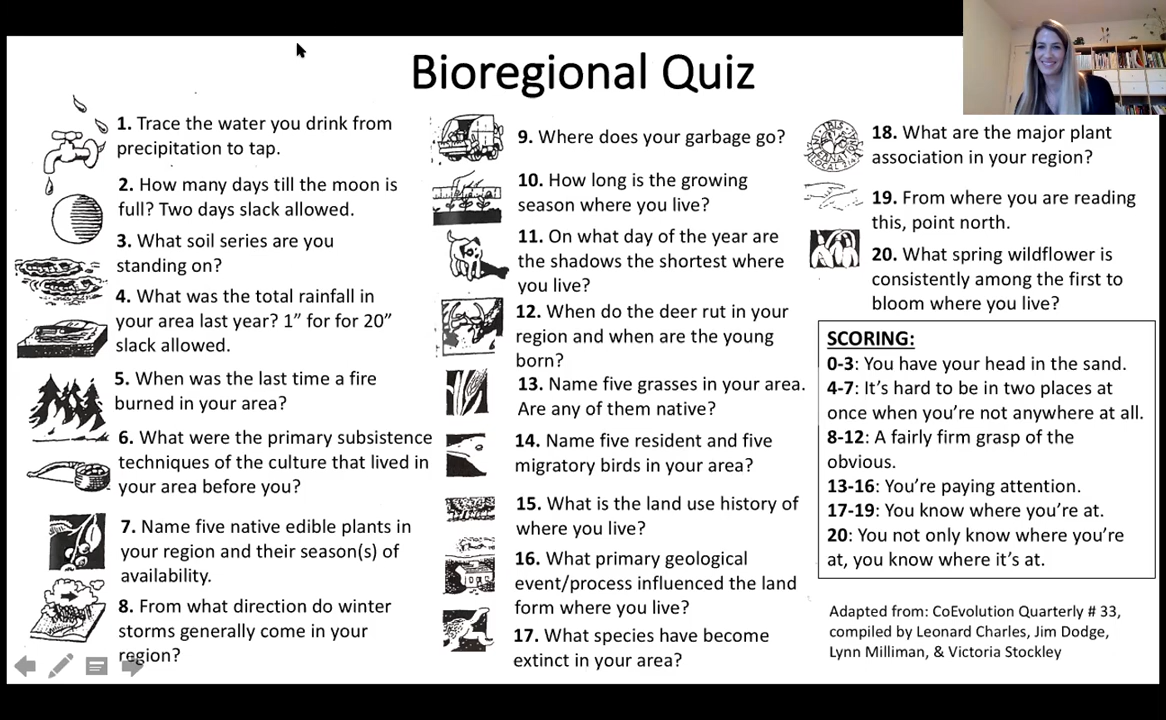 Bioregional Quiz
1. Trace the water you drink from
precipitation to tap.
2. How many days till the moon is
full? Two days slack allowed.
3. What soil series are you
standing on?
4. What was the total rainfall in
your area last year? 1” for for 20”
slack allowed.
5. When was the last time a fire
burned in your area?
6. What were the primary subsistence
techniques of the culture that lived in
your area before you?
7. Name five native edible plants in
your region and their season(s) of
availability.
8. From what direction do winter
storms generally come in your
region?
9. Where does your garbage go?
10. How long is the growing
season where you live?
11. On what day of the year are
the shadows the shortest where
you live?
12. When do the deer rut in your
region and when are the young
born?
13. Name five grasses in your area.
Are any of them native?
14. Name five resident and five
migratory birds in your area?
15. What is the land use history of
where you live?
16. What primary geological
event/process influenced the land
form where you live?
17. What species have become
extinct in your area?
18. What are the major plant
association in your region?
19. From where you are reading
this, point north.
20. What spring wildflower is
consistently among the first to
bloom where you live?
SCORING:
0-3: You have your head in the sand.
4-7: It’s hard to be in two places at
once when you’re not anywhere at all.
8-12: A fairly firm grasp of the
obvious.
13-16: You’re paying attention.
17-19: You know where you’re at.
20: You not only know where you’re
at, you know where it’s at.
Adapted from: CoEvolution Quarterly # 33,
compiled by Leonard Charles, Jim Dodge,
Lynn Milliman, & Victoria Stockley